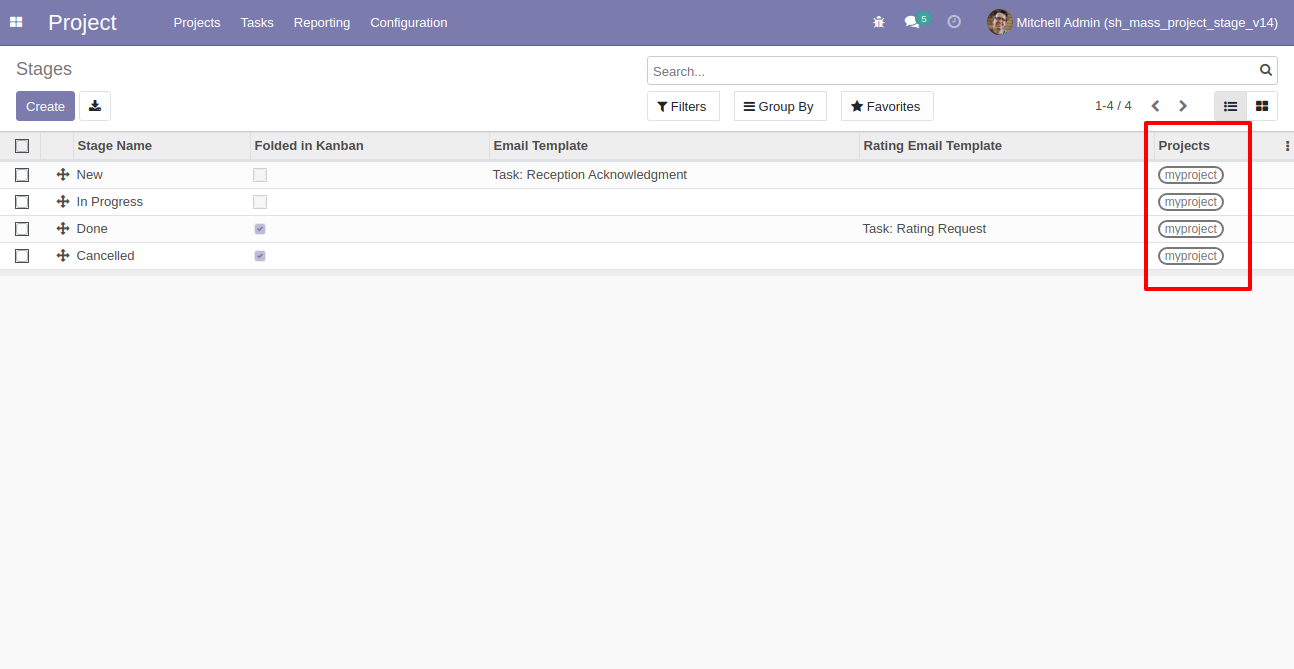 Project Projects Tasks Reporting Configuration 5 Mitchell Admin (sh_mass_project_stage_v14)
Stages Search...
Create Filters Group By Favorites 1-4 / 4
Stage Name Folded in Kanban Email Template Rating Email Template Projects
New Task: Reception Acknowledgment myproject
In Progress myproject
Done Task: Rating Request myproject
Cancelled myproject